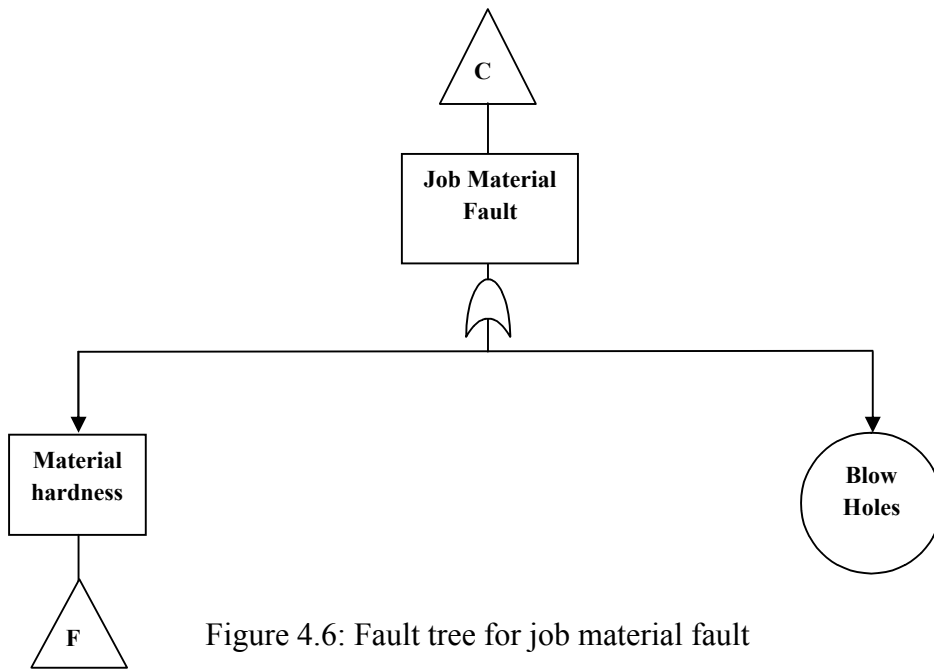 C
Job Material
Fault
Material
hardness
Blow
Holes
F
Figure 4.6: Fault tree for job material fault